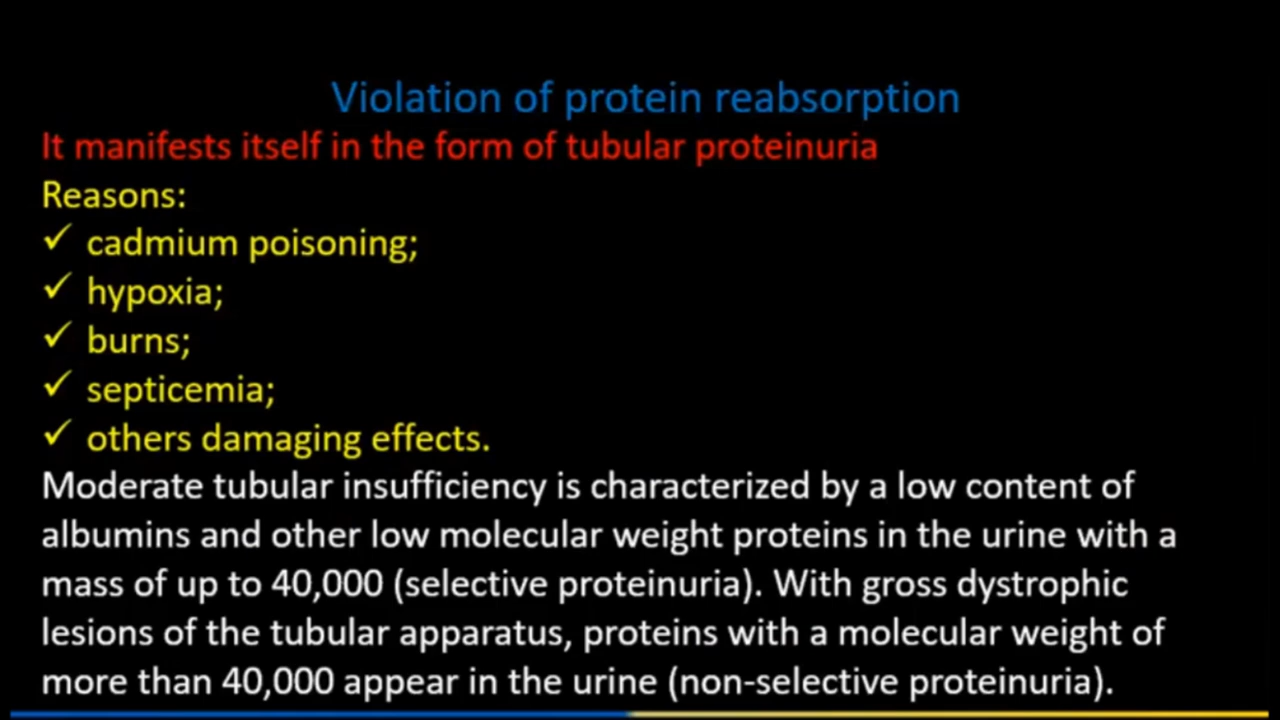 Violation of protein reabsorption
It manifests itself in the form of tubular proteinuria
Reasons:
✓ cadmium poisoning;
✓ hypoxia;
✓ burns;
✓ septicemia;
✓ others damaging effects.
Moderate tubular insufficiency is characterized by a low content of
albumins and other low molecular weight proteins in the urine with a
mass of up to 40,000 (selective proteinuria). With gross dystrophic
lesions of the tubular apparatus, proteins with a molecular weight of
more than 40,000 appear in the urine (non-selective proteinuria).